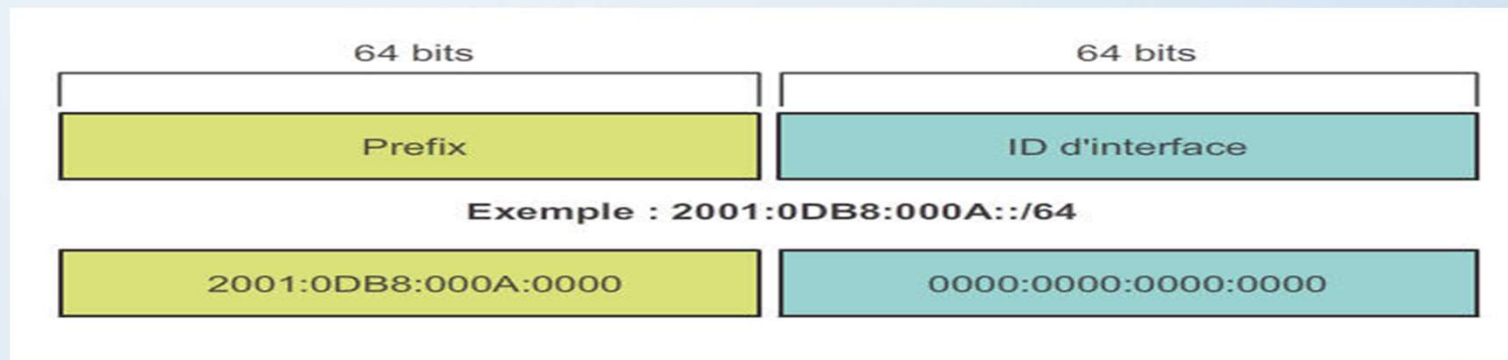 64 bits 64 bits
Prefix ID d'interface
Exemple : 2001:0DB8:000A::/64
2001:0DB8:000A:0000 0000:0000:0000:0000